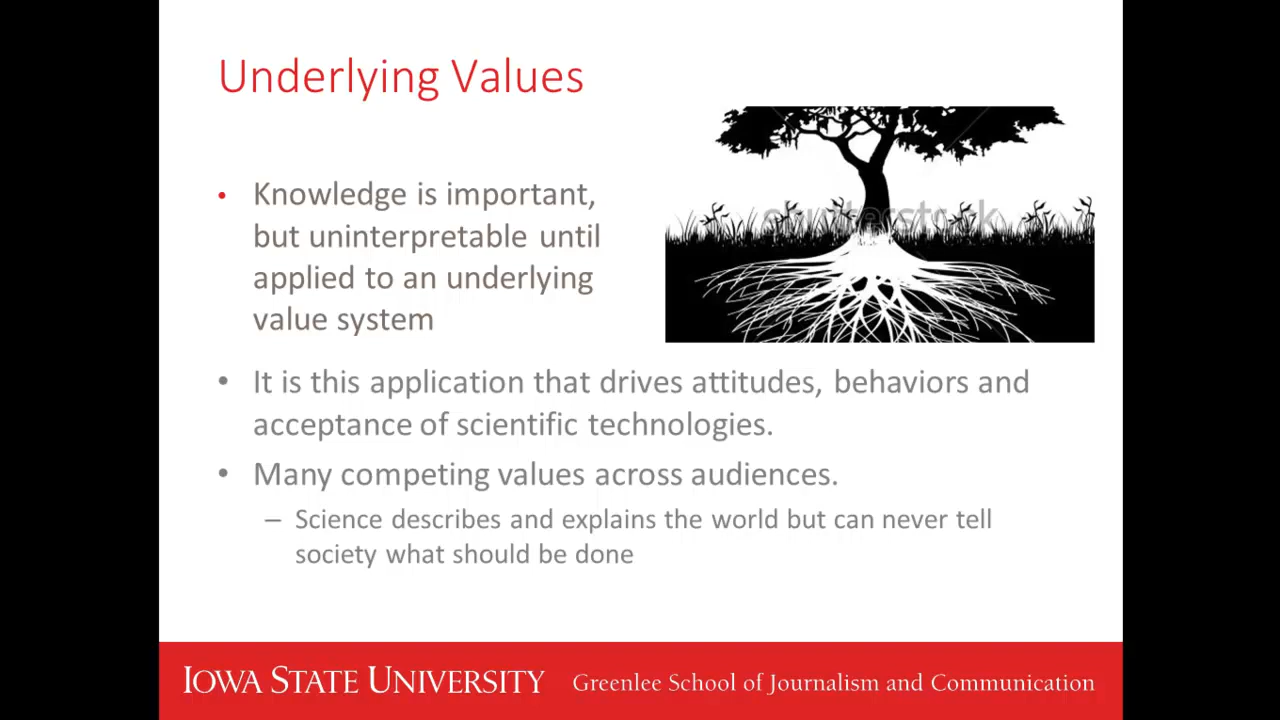 Underlying Values
• Knowledge is important,
but uninterpretable until
applied to an underlying
value system
shutterstock
• It is this application that drives attitudes, behaviors and
acceptance of scientific technologies.
• Many competing values across audiences.
– Science describes and explains the world but can never tell
society what should be done
IOWA STATE UNIVERSITY Greenlee School of Journalism and Communication